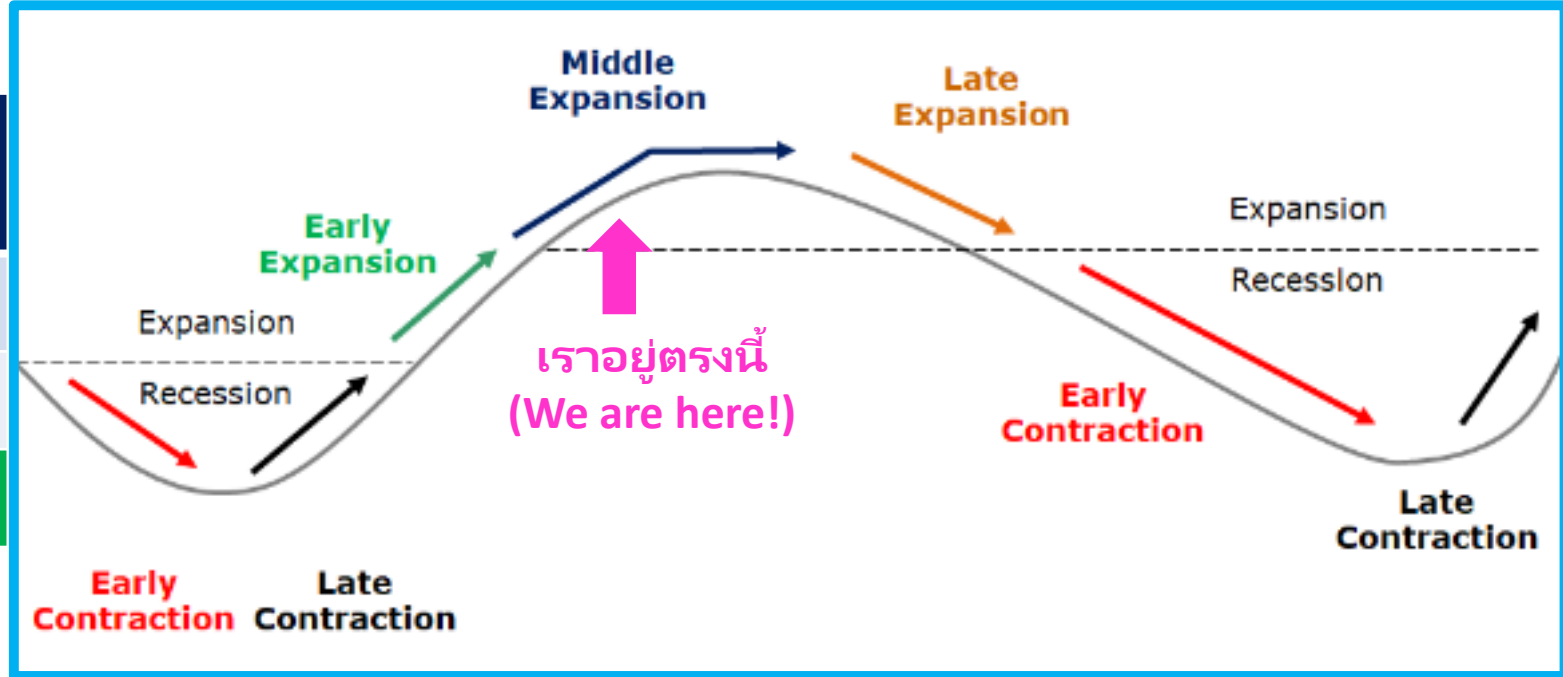 Middle
Expansion
Late
Expansion
Early
Expansion
Expansion
Recession
Expansion
Recession
เราอยู่ตรงนี้
(We are here!)
Early
Contraction
Late
Contraction
Early
Contraction
Late
Contraction